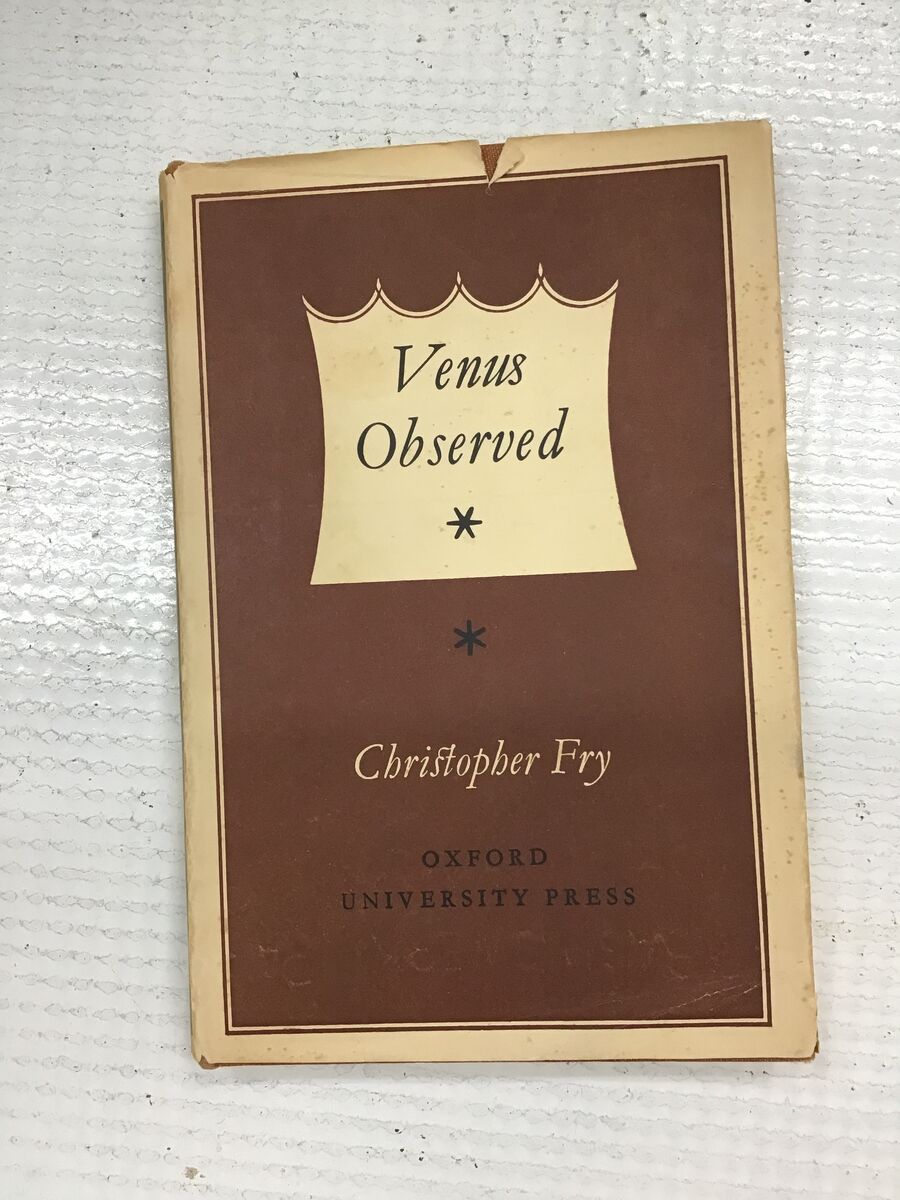 Venus
Observed
*
*
Christopher Fry
OXFORD
UNIVERSITY PRESS